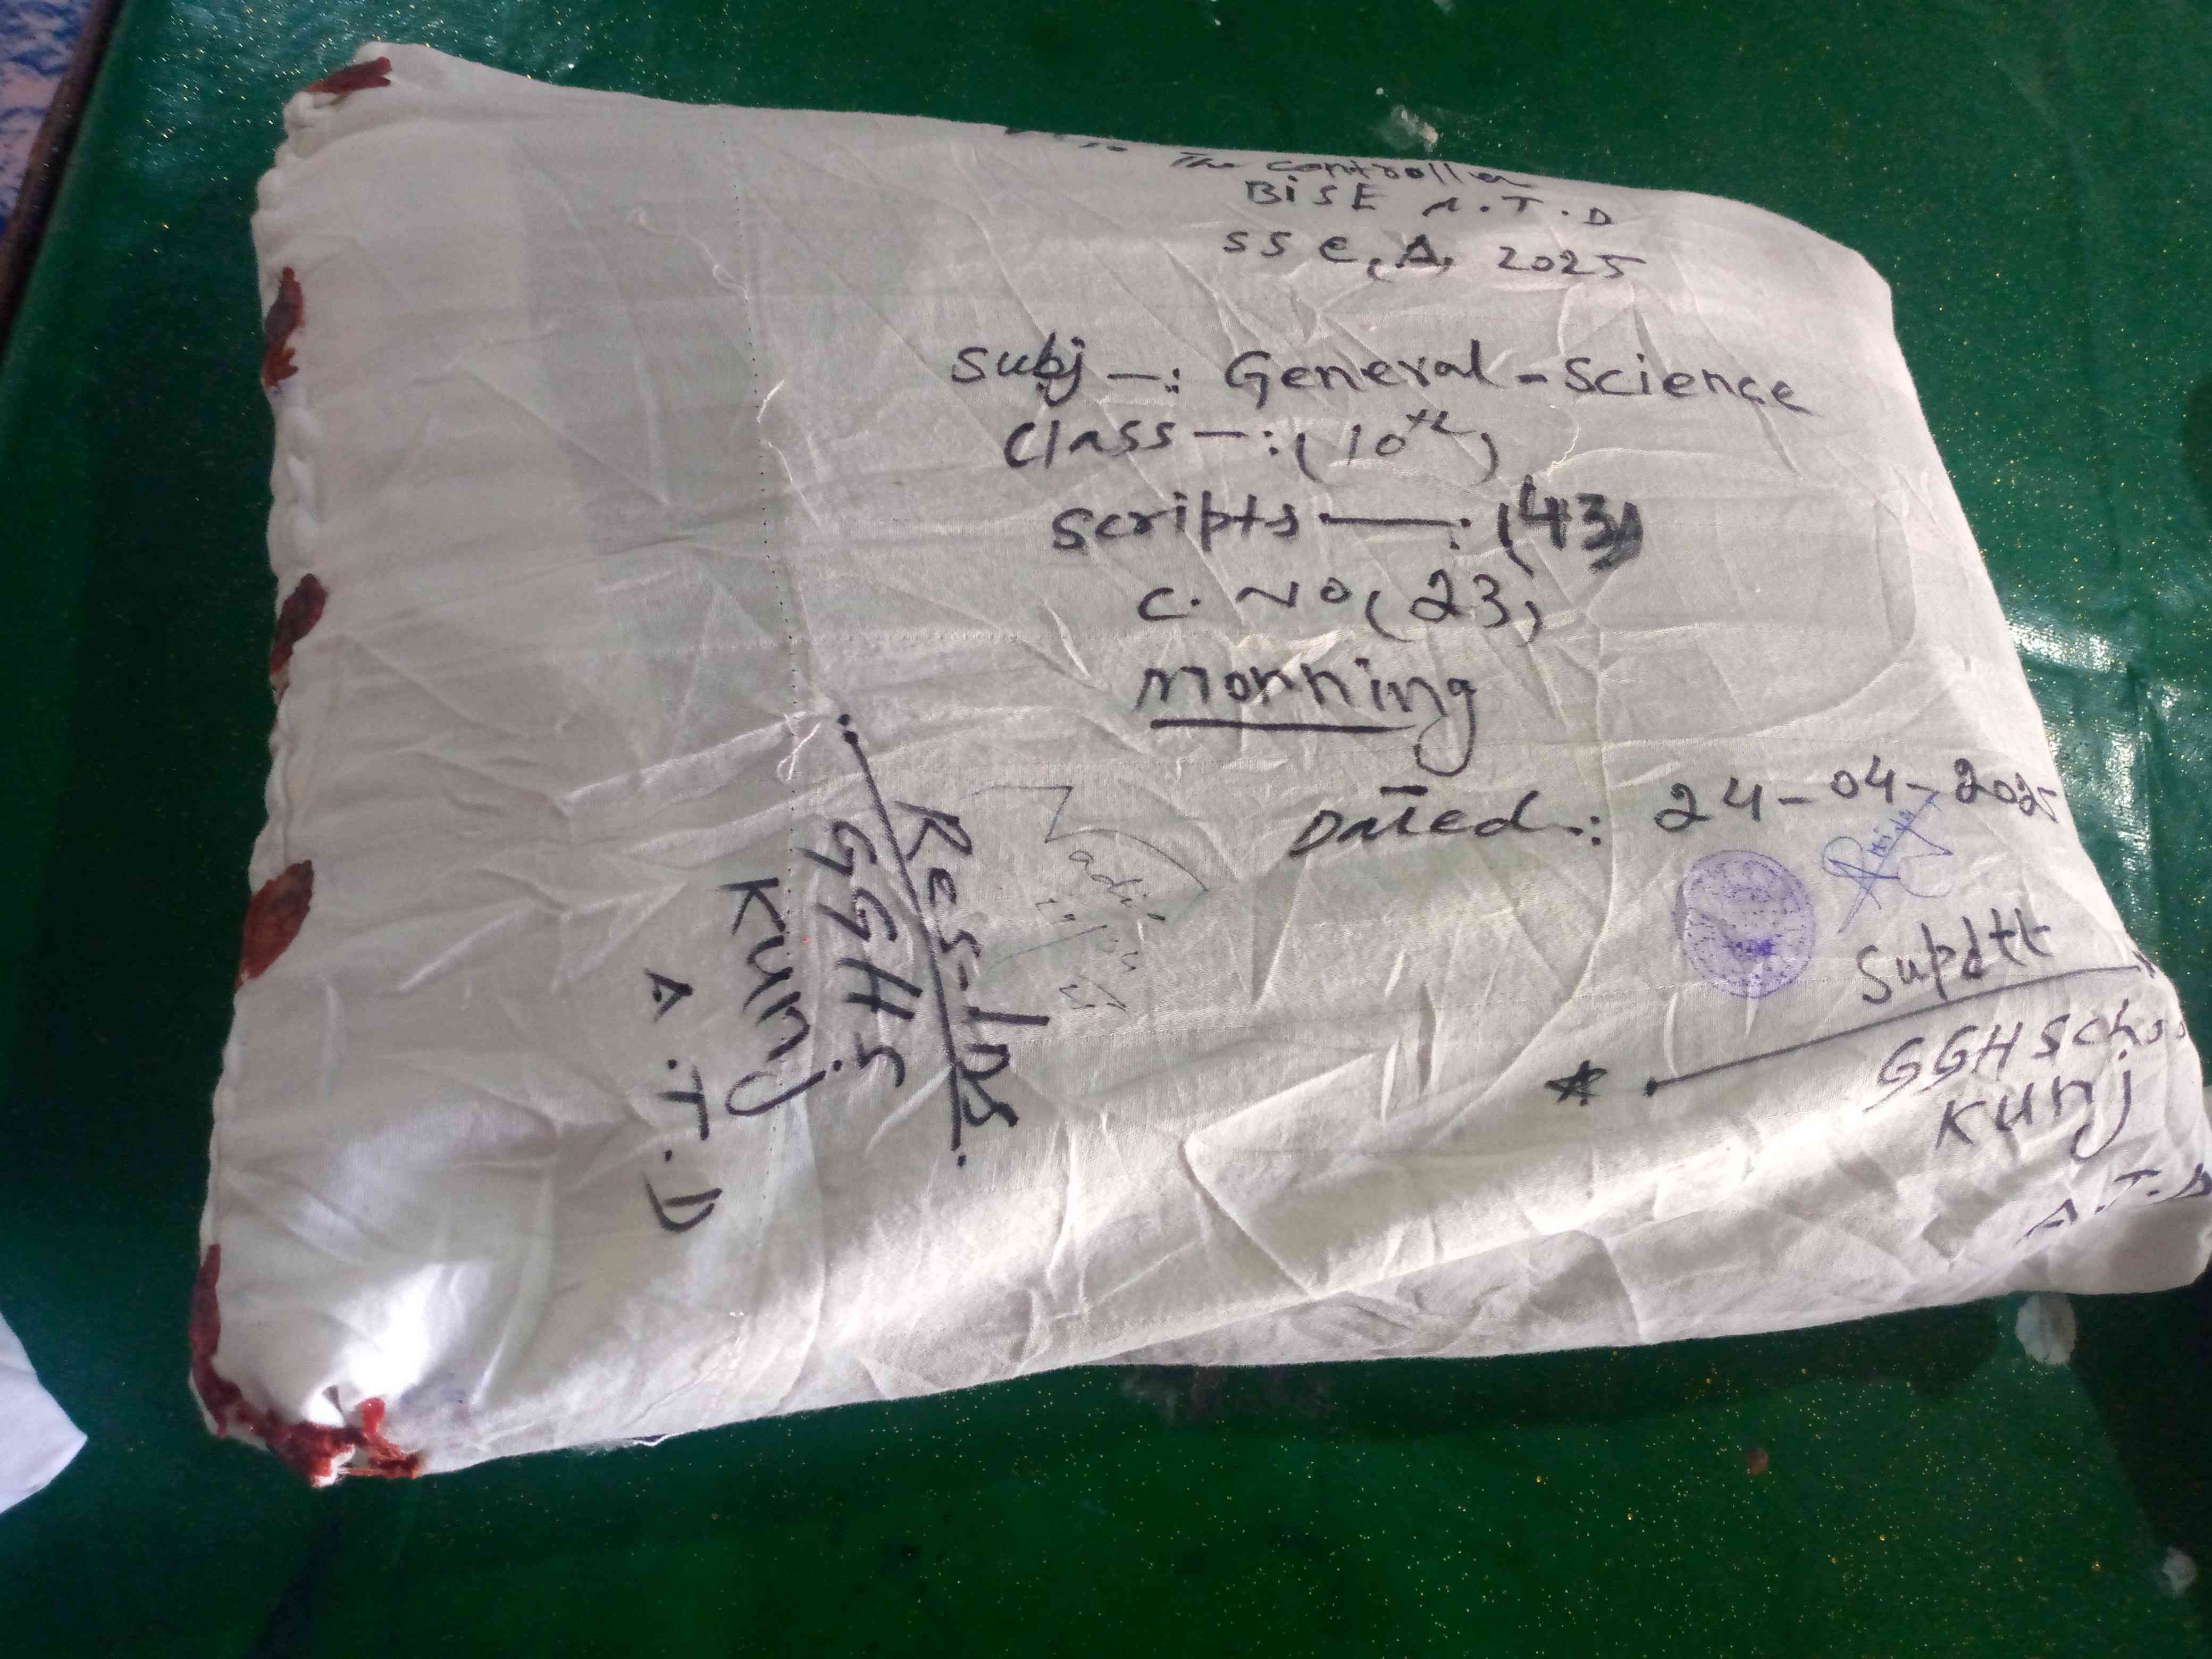 The Controller
BISE A.T.D
SSC, A, 2025
Subj -: General - Science
Class -: (10th)
Scripts -: (43)
C. No (23)
Morning
Dated.: 24-04-2025
Supdtt
GGH Schoo
Kunj
A.T.D
Res-Ins
GGHS
Kunj
A.T.D